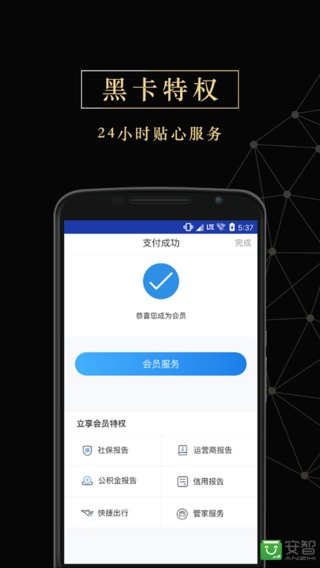 黑卡特权
24小时贴心服务
LTE 5:37
支付成功 完成
恭喜您成为会员
会员服务
立享会员特权
社保报告 运营商报告
公积金报告 信用报告
快捷出行 管家服务
安智
ANZHI